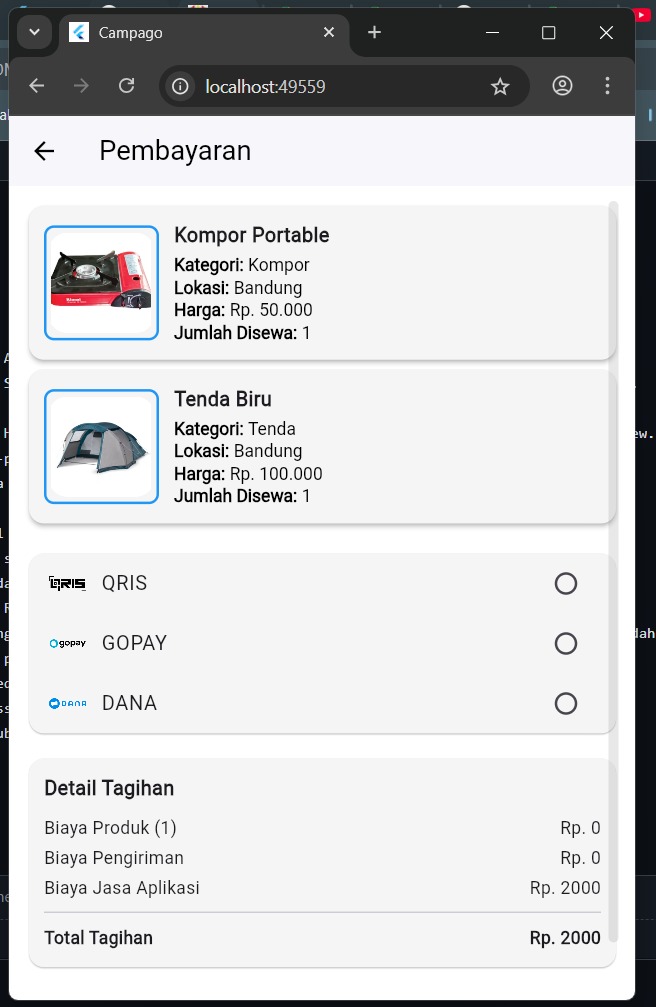 Campago
localhost:49559
Pembayaran
Kompor Portable
Kategori: Kompor
Lokasi: Bandung
Harga: Rp. 50.000
Jumlah Disewa: 1
Tenda Biru
Kategori: Tenda
Lokasi: Bandung
Harga: Rp. 100.000
Jumlah Disewa: 1
QRIS QRIS
gopay GOPAY
DANA DANA
Detail Tagihan
Biaya Produk (1) Rp. 0
Biaya Pengiriman Rp. 0
Biaya Jasa Aplikasi Rp. 2000
Total Tagihan Rp. 2000